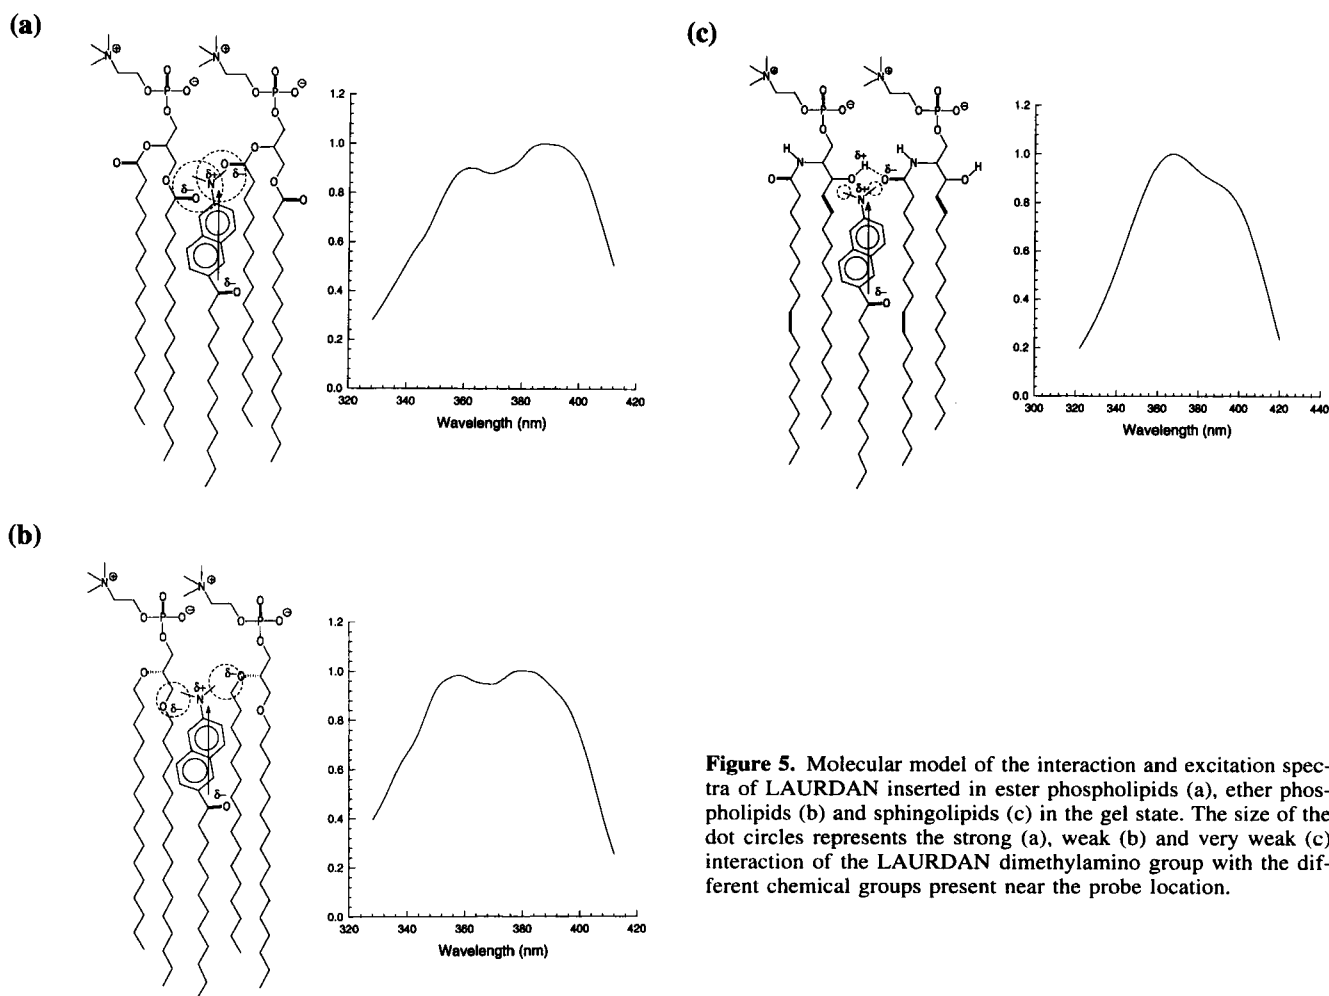 (a)
1.2
1.0
0.8
0.6
0.4
0.2
0.0
320 340 360 380 400 420
Wavelength (nm)
N ⊕ N ⊕
O O
O P O ⊖ O P O ⊖
O O
O O
O O O
δ+ δ−
δ− N
O O
O O
δ−
O
(b)
1.2
1.0
0.8
0.6
0.4
0.2
0
320 340 360 380 400 420
Wavelength (nm)
N ⊕ N ⊕
O O
O P O ⊖ O P O ⊖
O O
O δ+ δ− O
N
δ−
O O
δ−
O
(c)
1.2
1.0
0.8
0.6
0.4
0.2
0.0
300 320 340 360 380 400 420 440
Wavelength (nm)
N ⊕ N ⊕
O O
O P O ⊖ O P O ⊖
O O
H δ+ H H
N H δ− N
O O O O
δ+
N
δ−
O
Figure 5. Molecular model of the interaction and excitation spec-
tra of LAURDAN inserted in ester phospholipids (a), ether phos-
pholipids (b) and sphingolipids (c) in the gel state. The size of the
dot circles represents the strong (a), weak (b) and very weak (c)
interaction of the LAURDAN dimethylamino group with the dif-
ferent chemical groups present near the probe location.